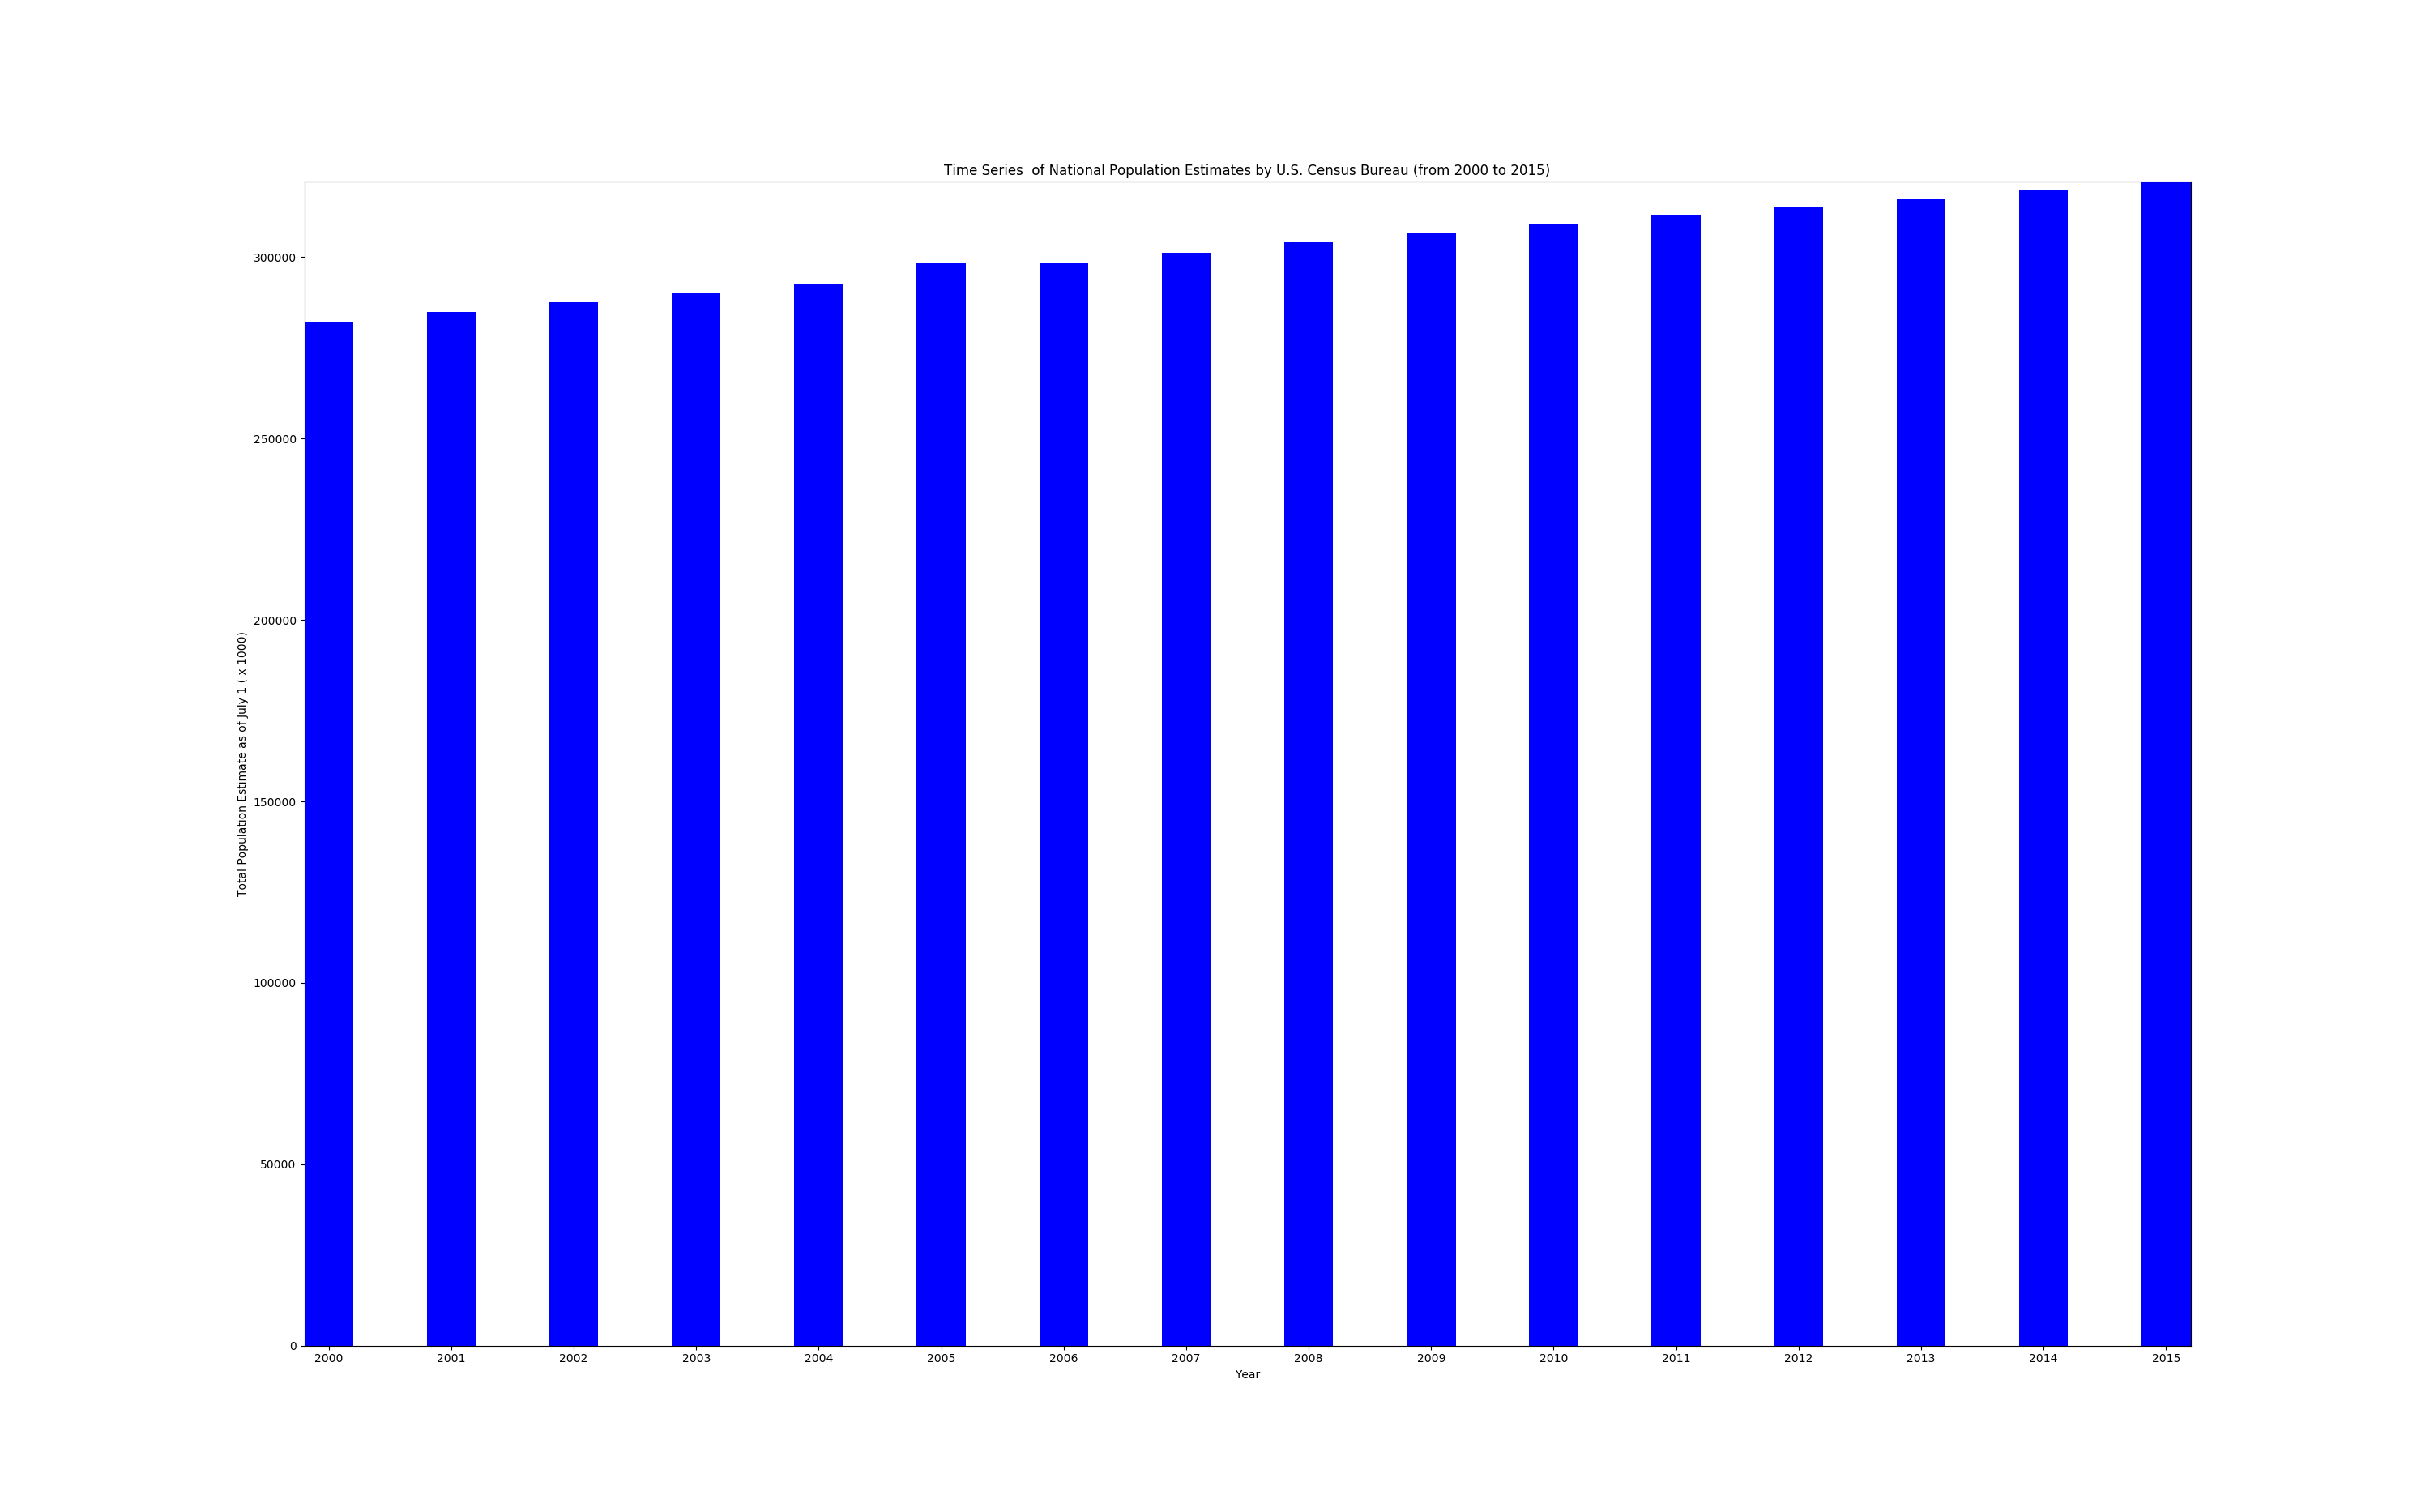 Time Series  of National Population Estimates by U.S. Census Bureau (from 2000 to 2015)
Total Population Estimate as of July 1 ( x 1000)
300000
250000
200000
150000
100000
50000
0
2000 2001 2002 2003 2004 2005 2006 2007 2008 2009 2010 2011 2012 2013 2014 2015
Year